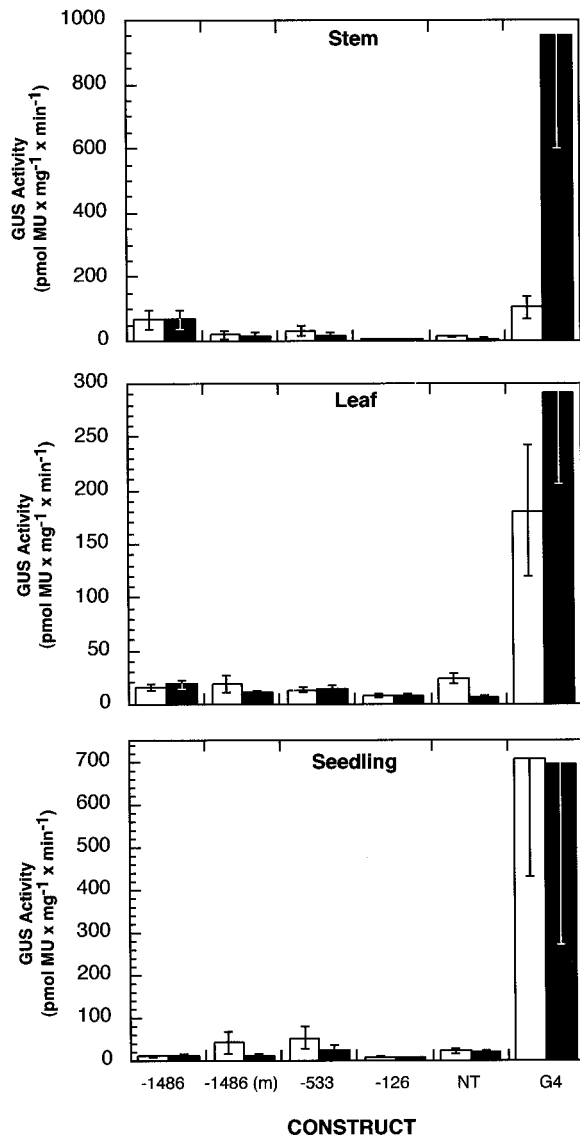 Stem
GUS Activity
(pmol MU x mg⁻¹ x min⁻¹)
1000
800
600
400
200
0
Leaf
GUS Activity
(pmol MU x mg⁻¹ x min⁻¹)
300
250
200
150
100
50
0
Seedling
GUS Activity
(pmol MU x mg⁻¹ x min⁻¹)
700
600
500
400
300
200
100
0
-1486
-1486 (m)
-533
-126
NT
G4
CONSTRUCT